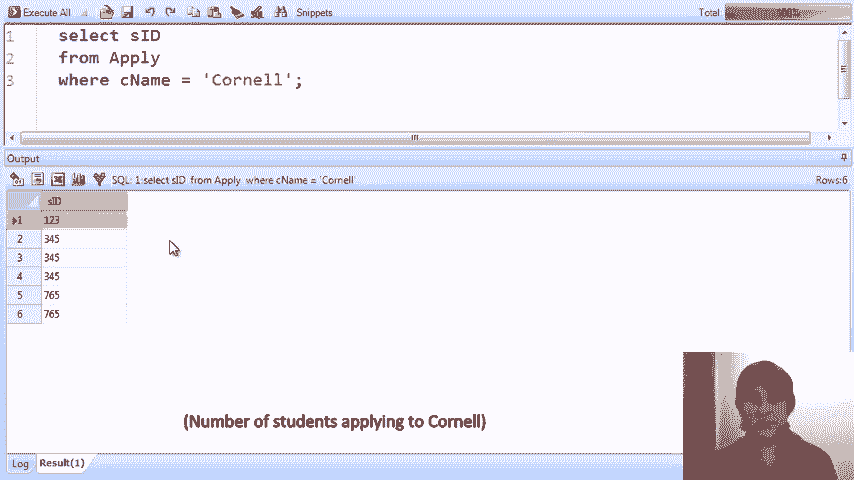 Execute All Snippets Total 100%
1 select sID
2 from Apply
3 where cName = 'Cornell';
Output
SQL: 1:select sID from Apply where cName = 'Cornell' Rows:6
sID
1 123
2 345
3 345
4 345
5 765
6 765
(Number of students applying to Cornell)
Log Result(1)